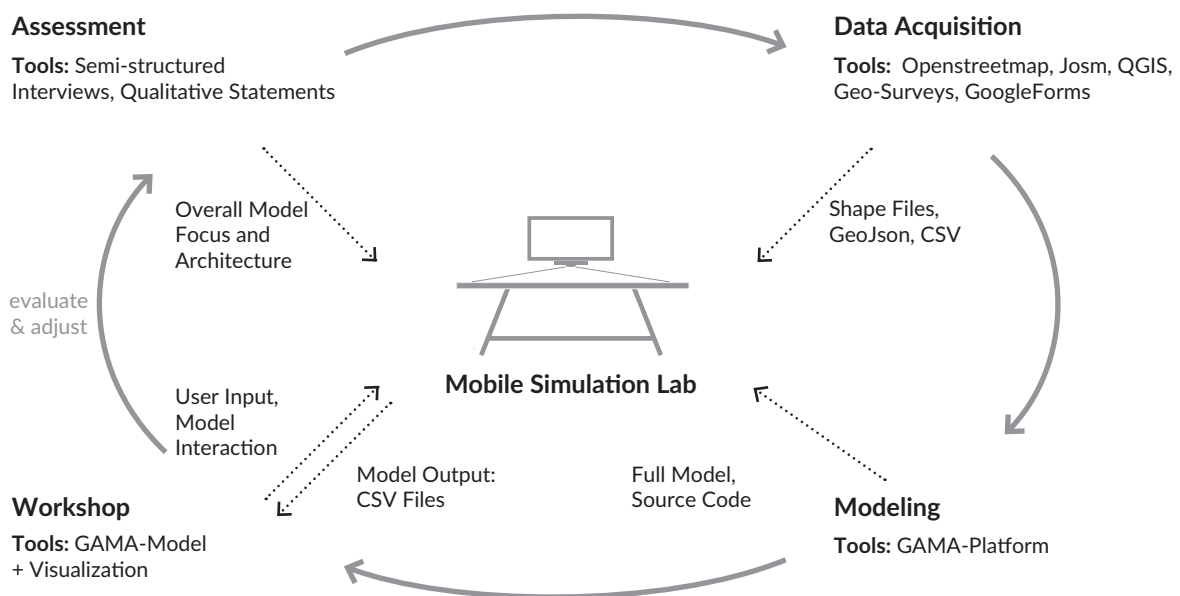 Assessment
Tools: Semi-structured
Interviews, Qualitative Statements
Data Acquisition
Tools: Openstreetmap, Josm, QGIS,
Geo-Surveys, GoogleForms
Overall Model
Focus and
Architecture
Shape Files,
GeoJson, CSV
evaluate
& adjust
Mobile Simulation Lab
User Input,
Model
Interaction
Model Output:
CSV Files
Full Model,
Source Code
Workshop
Tools: GAMA-Model
+ Visualization
Modeling
Tools: GAMA-Platform